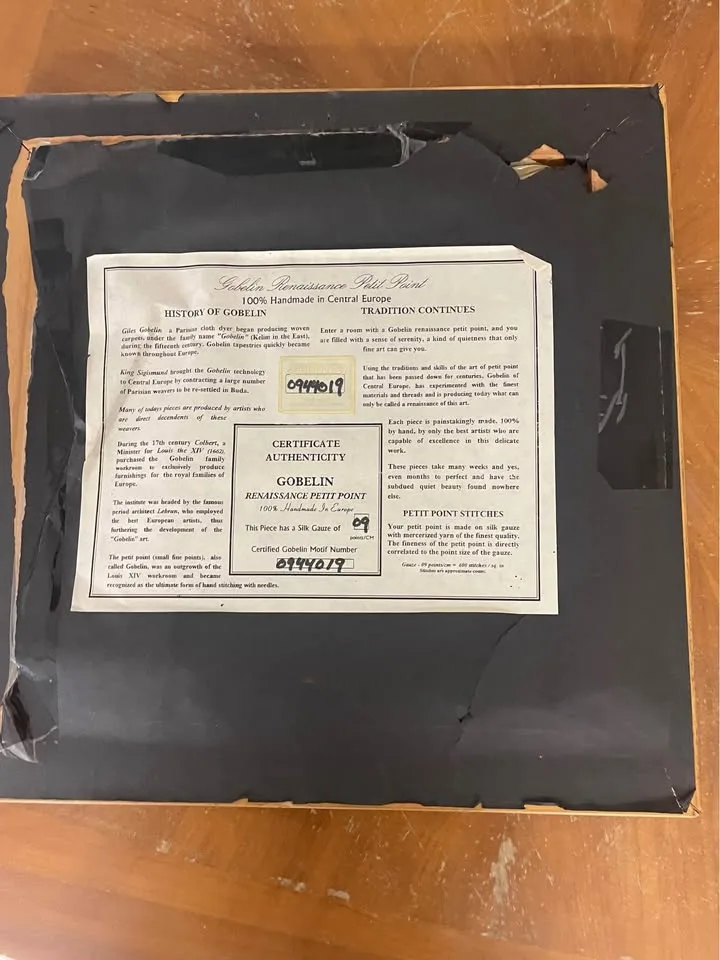 Gobelin Renaissance Petit Point
100% Handmade in Central Europe
HISTORY OF GOBELIN
Giles Gobelin a Parisian cloth dyer began producing woven
carpets, under the family name "Gobelin" (Kelim in the East),
during the fifteenth century. Gobelin tapestries quickly became
known throughout Europe.
King Sigismund brought the Gobelin technology
to Central Europe by contracting a large number
of Parisian weavers to be re-settled in Buda.
Many of todays pieces are produced by artists who
are direct decendents of these
weavers
During the 17th century Colbert, a
Minister for Louis the XIV (1662),
purchased the Gobelin family
workroom to exclusively produce
furnishings for the royal families of
Europe.
The institute was headed by the famous
period architect Lebrun, who employed
the best European artists, thus
furthering the development of the
"Gobelin" art.
The petit point (small fine points), also
called Gobelin, was an outgrowth of the
Louis XIV workroom and became
recognized as the ultimate form of hand stitching with needles.
0944019
CERTIFICATE
AUTHENTICITY
GOBELIN
RENAISSANCE PETIT POINT
100% Handmade In Europe
This Piece has a Silk Gauze of 09
points/CM
Certified Gobelin Motif Number
0944019
TRADITION CONTINUES
Enter a room with a Gobelin renaissance petit point, and you
are filled with a sense of serenity, a kind of quietness that only
fine art can give you.
Using the traditions and skills of the art of petit point
that has been passed down for centuries, Gobelin of
Central Europe, has experimented with the finest
materials and threads and is producing today what can
only be called a renaissance of this art.
Each piece is painstakingly made, 100%
by hand, by only the best artists who are
capable of excellence in this delicate
work.
These pieces take many weeks and yes,
even months to perfect and have the
subdued quiet beauty found nowhere
else.
PETIT POINT STITCHES
Your petit point is made on silk gauze
with mercerized yarn of the finest quality.
The fineness of the petit point is directly
correlated to the point size of the gauze.
Gauze - 09 points/cm = 600 stitches / sq. in
Stitches are approximate count.